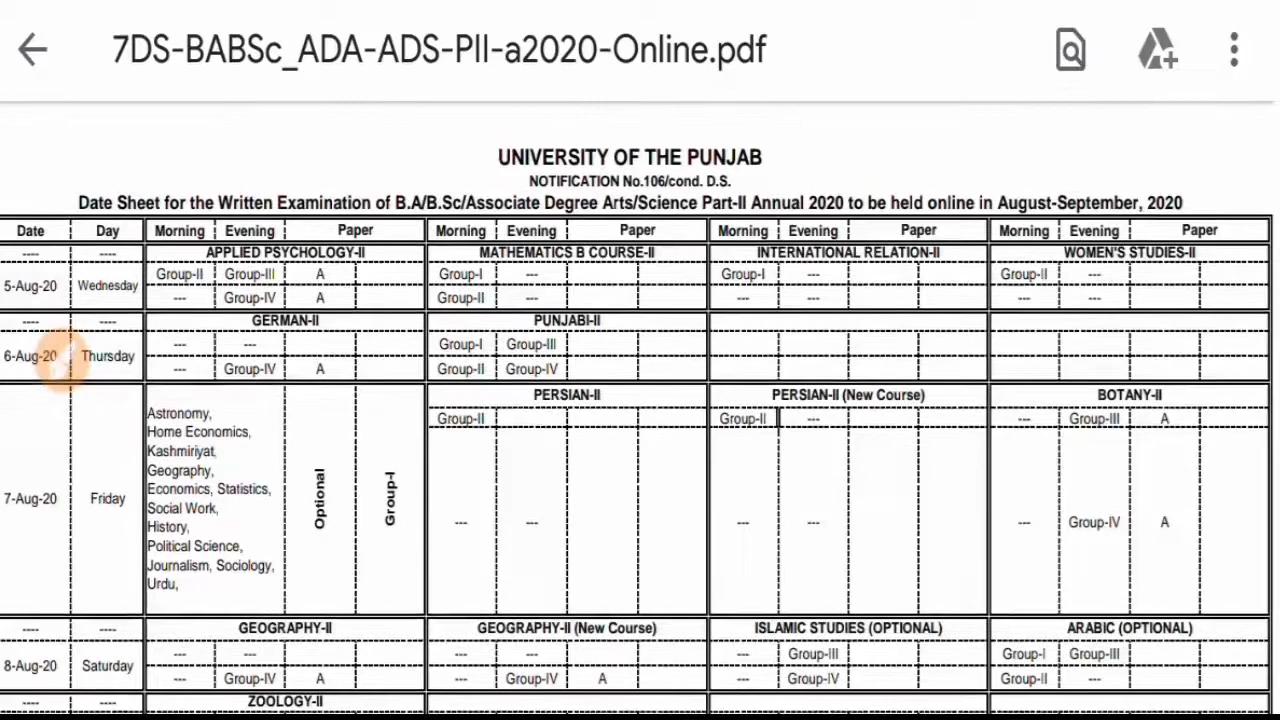 7DS-BABSc_ADA-ADS-PII-a2020-Online.pdf
UNIVERSITY OF THE PUNJAB
NOTIFICATION No.106/cond. D.S.
Date Sheet for the Written Examination of B.A/B.Sc/Associate Degree Arts/Science Part-II Annual 2020 to be held online in August-September, 2020
Date Day Morning Evening Paper Morning Evening Paper Morning Evening Paper Morning Evening Paper
---- ---- APPLIED PSYCHOLOGY-II MATHEMATICS B COURSE-II INTERNATIONAL RELATION-II WOMEN'S STUDIES-II
5-Aug-20 Wednesday
Group-II Group-III A Group-I --- Group-I --- Group-II ---
--- Group-IV A Group-II --- --- --- --- ---
---- ---- GERMAN-II PUNJABI-II
6-Aug-20 Thursday
--- --- Group-I Group-III
--- Group-IV A Group-II Group-IV
7-Aug-20 Friday
Astronomy,
Home Economics,
Kashmiriyat,
Geography,
Economics, Statistics,
Social Work,
History,
Political Science,
Journalism, Sociology,
Urdu,
Optional
Group-I
PERSIAN-II PERSIAN-II (New Course) BOTANY-II
Group-II Group-II --- --- Group-III A
--- --- --- --- --- Group-IV A
---- ---- GEOGRAPHY-II GEOGRAPHY-II (New Course) ISLAMIC STUDIES (OPTIONAL) ARABIC (OPTIONAL)
8-Aug-20 Saturday
--- --- --- --- --- Group-III Group-I Group-III
--- Group-IV A --- Group-IV A --- Group-IV Group-II ---
---- ---- ZOOLOGY-II